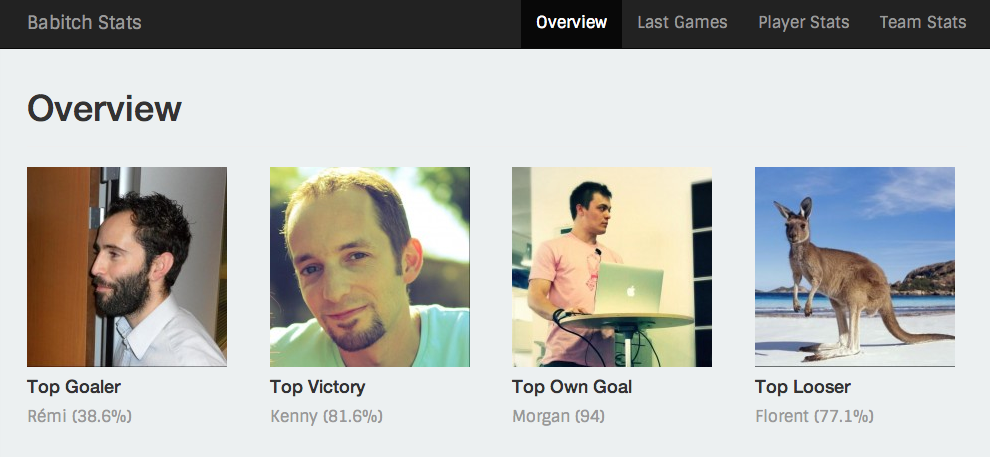 Babitch Stats
Overview Last Games Player Stats Team Stats
Overview
Top Goaler Top Victory Top Own Goal Top Looser
Rémi (38.6%) Kenny (81.6%) Morgan (94) Florent (77.1%)